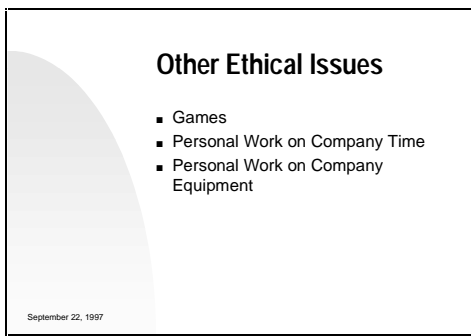 Other Ethical Issues
■ Games
■ Personal Work on Company Time
■ Personal Work on Company
Equipment
September 22, 1997